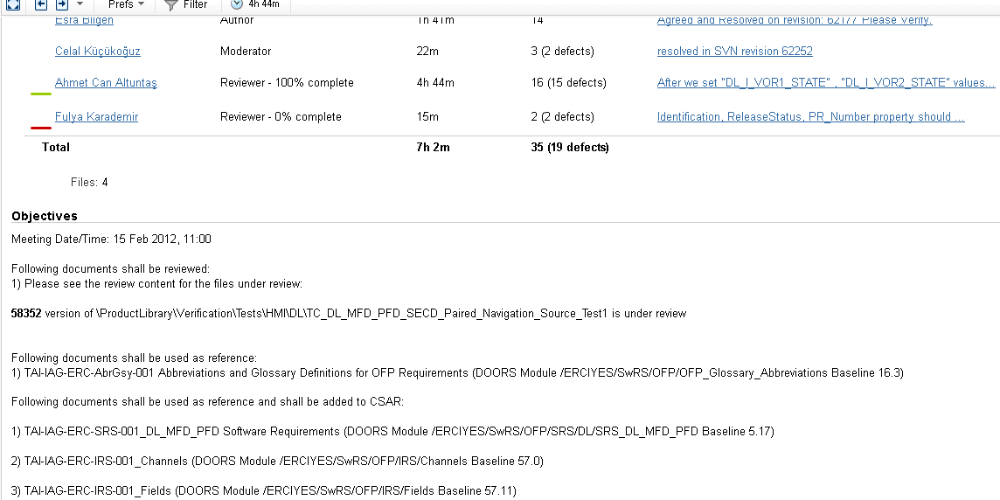 Prefs Filter 4h 44m
Esra Bilgen Author 1h 41m 14 Agreed and Resolved on revision: 62177 Please Verify.
Celal Küçükoğuz Moderator 22m 3 (2 defects) resolved in SVN revision 62252
Ahmet Can Altuntaş Reviewer - 100% complete 4h 44m 16 (15 defects) After we set "DL_I_VOR1_STATE" , "DL_I_VOR2_STATE" values...
Fulya Karademir Reviewer - 0% complete 15m 2 (2 defects) Identification, ReleaseStatus, PR_Number property should ...
Total 7h 2m 35 (19 defects)
Files: 4
Objectives
Meeting Date/Time: 15 Feb 2012, 11:00
Following documents shall be reviewed:
1) Please see the review content for the files under review:
58352 version of \ProductLibrary\Verification\Tests\HMI\DL\TC_DL_MFD_PFD_SECD_Paired_Navigation_Source_Test1 is under review
Following documents shall be used as reference:
1) TAI-IAG-ERC-AbrGsy-001 Abbreviations and Glossary Definitions for OFP Requirements (DOORS Module /ERCIYES/SwRS/OFP/OFP_Glossary_Abbreviations Baseline 16.3)
Following documents shall be used as reference and shall be added to CSAR:
1) TAI-IAG-ERC-SRS-001_DL_MFD_PFD Software Requirements (DOORS Module /ERCIYES/SwRS/OFP/SRS/DL/SRS_DL_MFD_PFD Baseline 5.17)
2) TAI-IAG-ERC-IRS-001_Channels (DOORS Module /ERCIYES/SwRS/OFP/IRS/Channels Baseline 57.0)
3) TAI-IAG-ERC-IRS-001_Fields (DOORS Module /ERCIYES/SwRS/OFP/IRS/Fields Baseline 57.11)